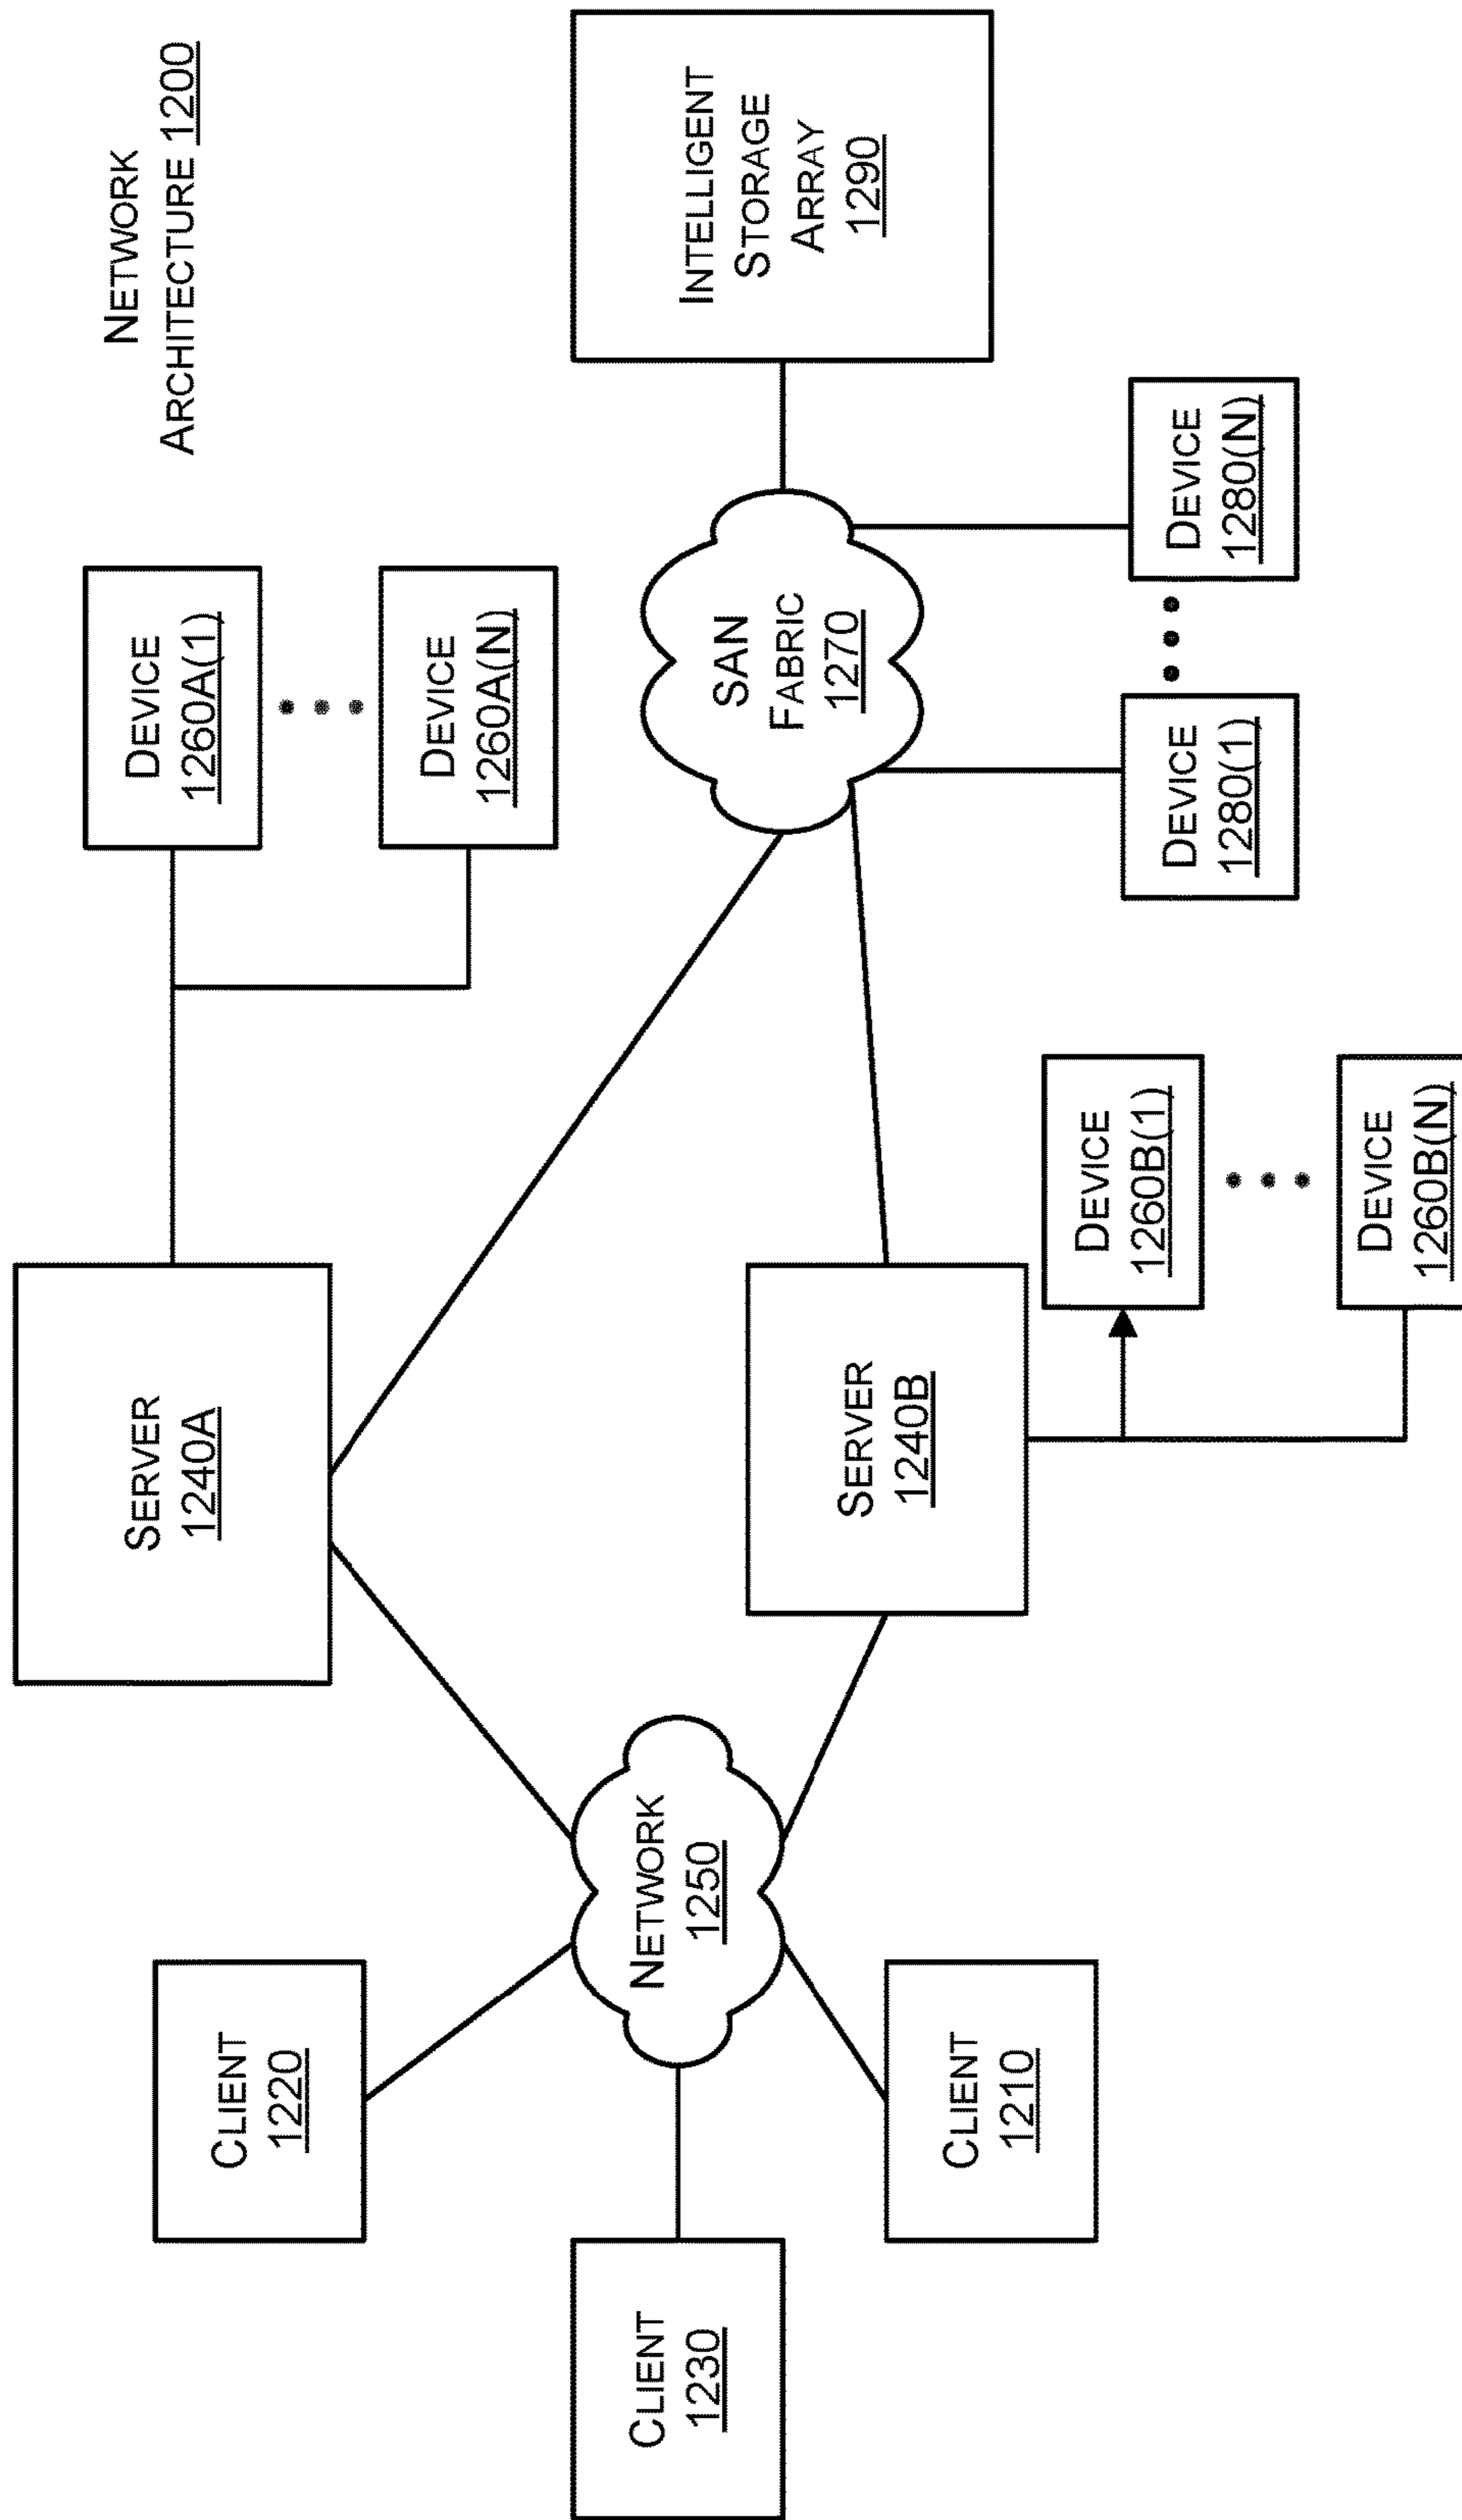 NETWORK
ARCHITECTURE 1200
DEVICE
1260A(1)
DEVICE
1260A(N)
SERVER
1240A
CLIENT
1220
CLIENT
1230
NETWORK
1250
SAN
FABRIC
1270
INTELLIGENT
STORAGE
ARRAY
1290
SERVER
1240B
CLIENT
1210
DEVICE
1260B(1)
DEVICE
1260B(N)
DEVICE
1280(1)
DEVICE
1280(N)